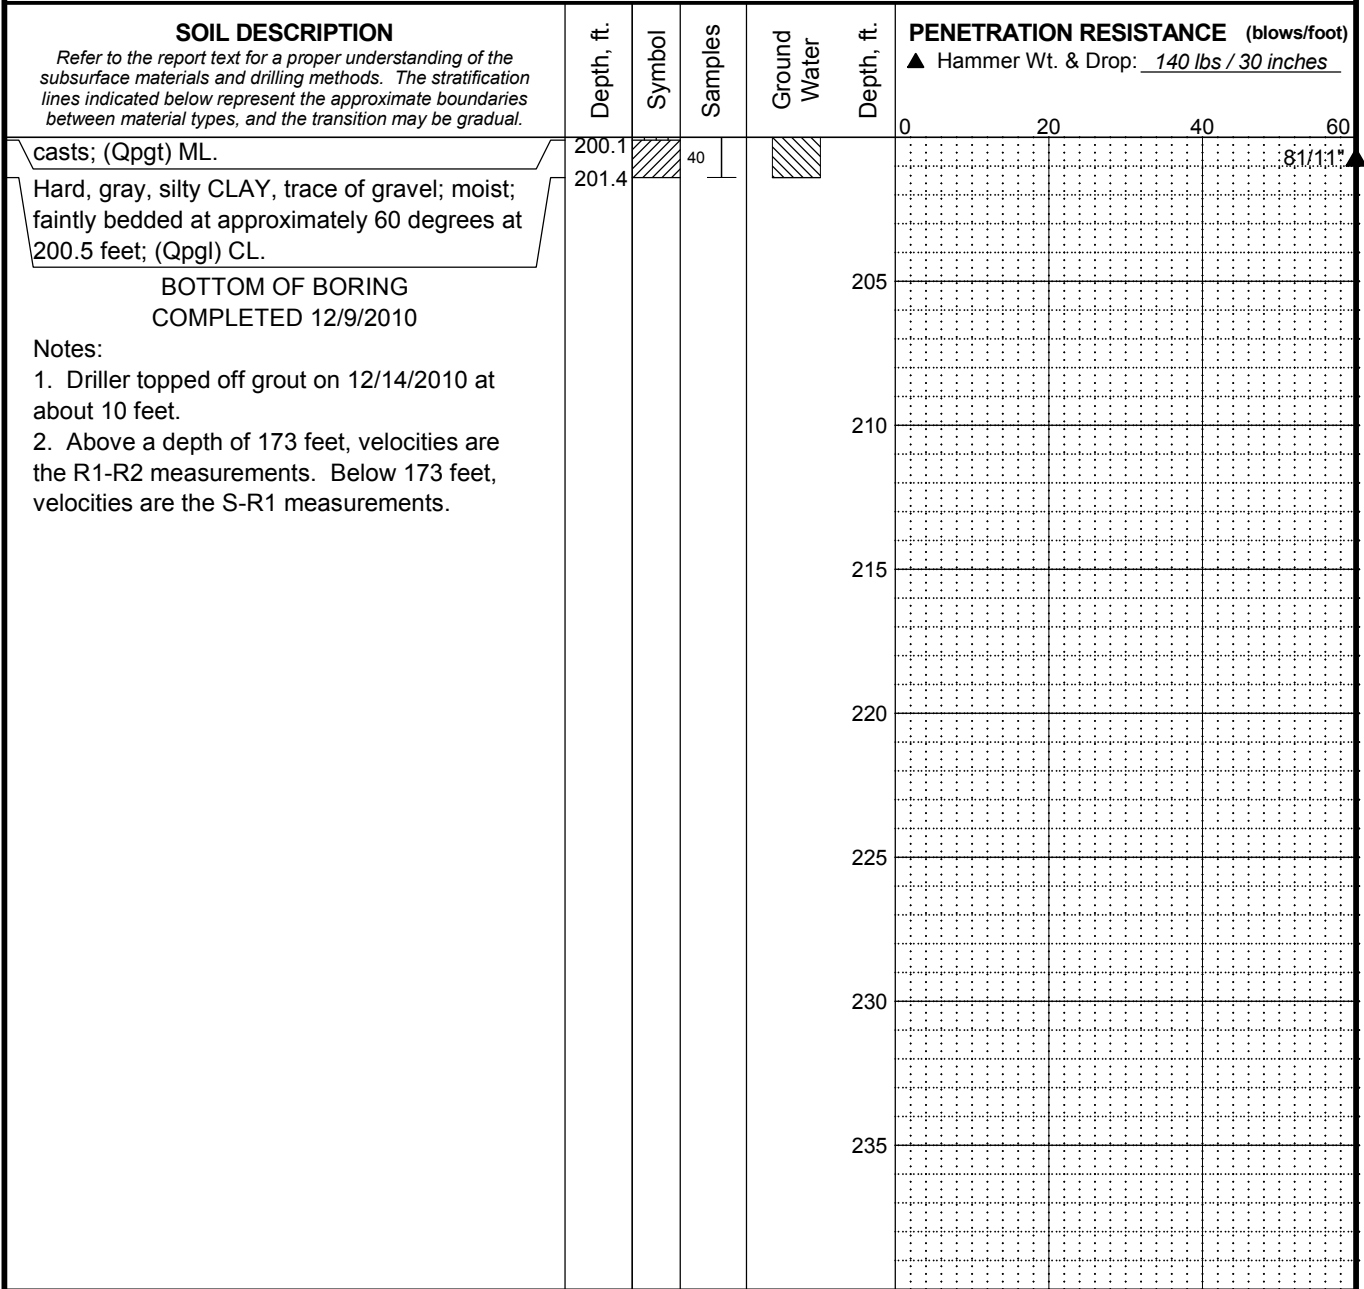 SOIL DESCRIPTION
Refer to the report text for a proper understanding of the
subsurface materials and drilling methods. The stratification
lines indicated below represent the approximate boundaries
between material types, and the transition may be gradual.
Depth, ft.
Symbol
Samples
Ground
Water
Depth, ft.
PENETRATION RESISTANCE (blows/foot)
▲ Hammer Wt. & Drop: 140 lbs / 30 inches
0 20 40 60
casts; (Qpgt) ML.
200.1
40
81/11"
201.4
Hard, gray, silty CLAY, trace of gravel; moist;
faintly bedded at approximately 60 degrees at
200.5 feet; (Qpgl) CL.
BOTTOM OF BORING
COMPLETED 12/9/2010
Notes:
1. Driller topped off grout on 12/14/2010 at
about 10 feet.
2. Above a depth of 173 feet, velocities are
the R1-R2 measurements. Below 173 feet,
velocities are the S-R1 measurements.
205
210
215
220
225
230
235